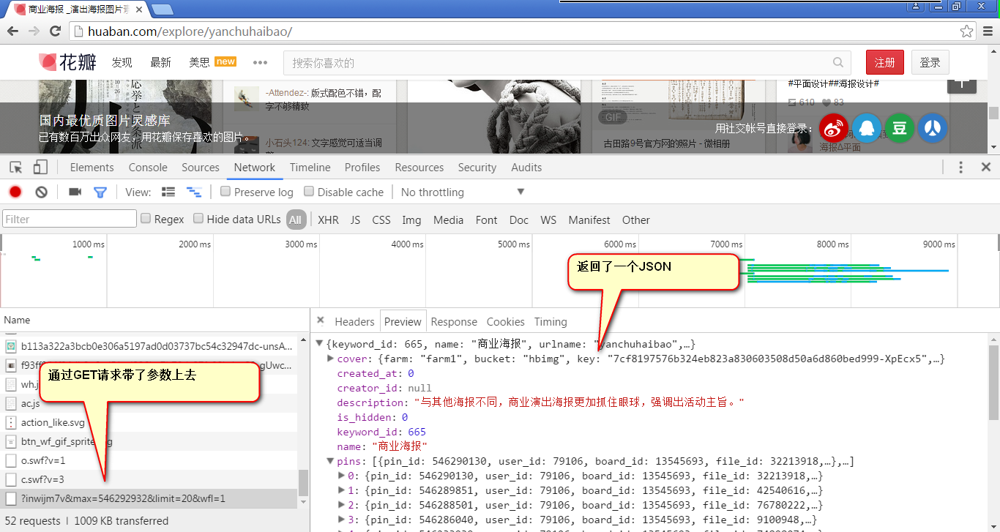 商业海报 _演出海报图片素
huaban.com/explore/yanchuhaibao/
花瓣 发现 最新 美思 new 搜索你喜欢的 注册 登录
-Attendez-: 版式配色不错，配
字不够精致
小石头124: 文字感觉可适当调
GIF
古田路9号官方网的照片 - 微相册
#平面设计##海报设计#
610 83
海报Δ平面
国内最优质图片灵感库
已有数百万出众网友，用花瓣保存喜欢的图片。
用社交帐号直接登录：
豆
Elements Console Sources Network Timeline Profiles Resources Security Audits
View: Preserve log Disable cache No throttling
Filter Regex Hide data URLs All XHR JS CSS Img Media Font Doc WS Manifest Other
1000 ms 2000 ms 3000 ms 4000 ms 5000 ms 6000 ms 7000 ms 8000 ms 9000 ms
返回了一个JSON
Name
b113a322a3bcb0e306a5197ad0d03737bc54c32947dc-unsA...
f93ff
gUwc...
通过GET请求带了参数上去
wh.j
ac.js
action_like.svg
btn_wf_gif_sprite
o.swf?v=1
c.swf?v=3
?inwijm7v&max=546292932&limit=20&wfl=1
52 requests | 1009 KB transferred
Headers Preview Response Cookies Timing
{keyword_id: 665, name: "商业海报", urlname: "yanchuhaibao",…}
cover: {farm: "farm1", bucket: "hbimg", key: "7cf8197576b324eb823a830603508d50a6d860bed999-XpEcx5",…}
created_at: 0
creator_id: null
description: "与其他海报不同，商业演出海报更加抓住眼球，强调出活动主旨。"
is_hidden: 0
keyword_id: 665
name: "商业海报"
pins: [{pin_id: 546290130, user_id: 79106, board_id: 13545693, file_id: 32213918,…},…]
0: {pin_id: 546290130, user_id: 79106, board_id: 13545693, file_id: 32213918,…}
1: {pin_id: 546289851, user_id: 79106, board_id: 13545693, file_id: 42540616,…}
2: {pin_id: 546288501, user_id: 79106, board_id: 13545693, file_id: 76780222,…}
3: {pin_id: 546286040, user_id: 79106, board_id: 13545693, file_id: 9100948,…}